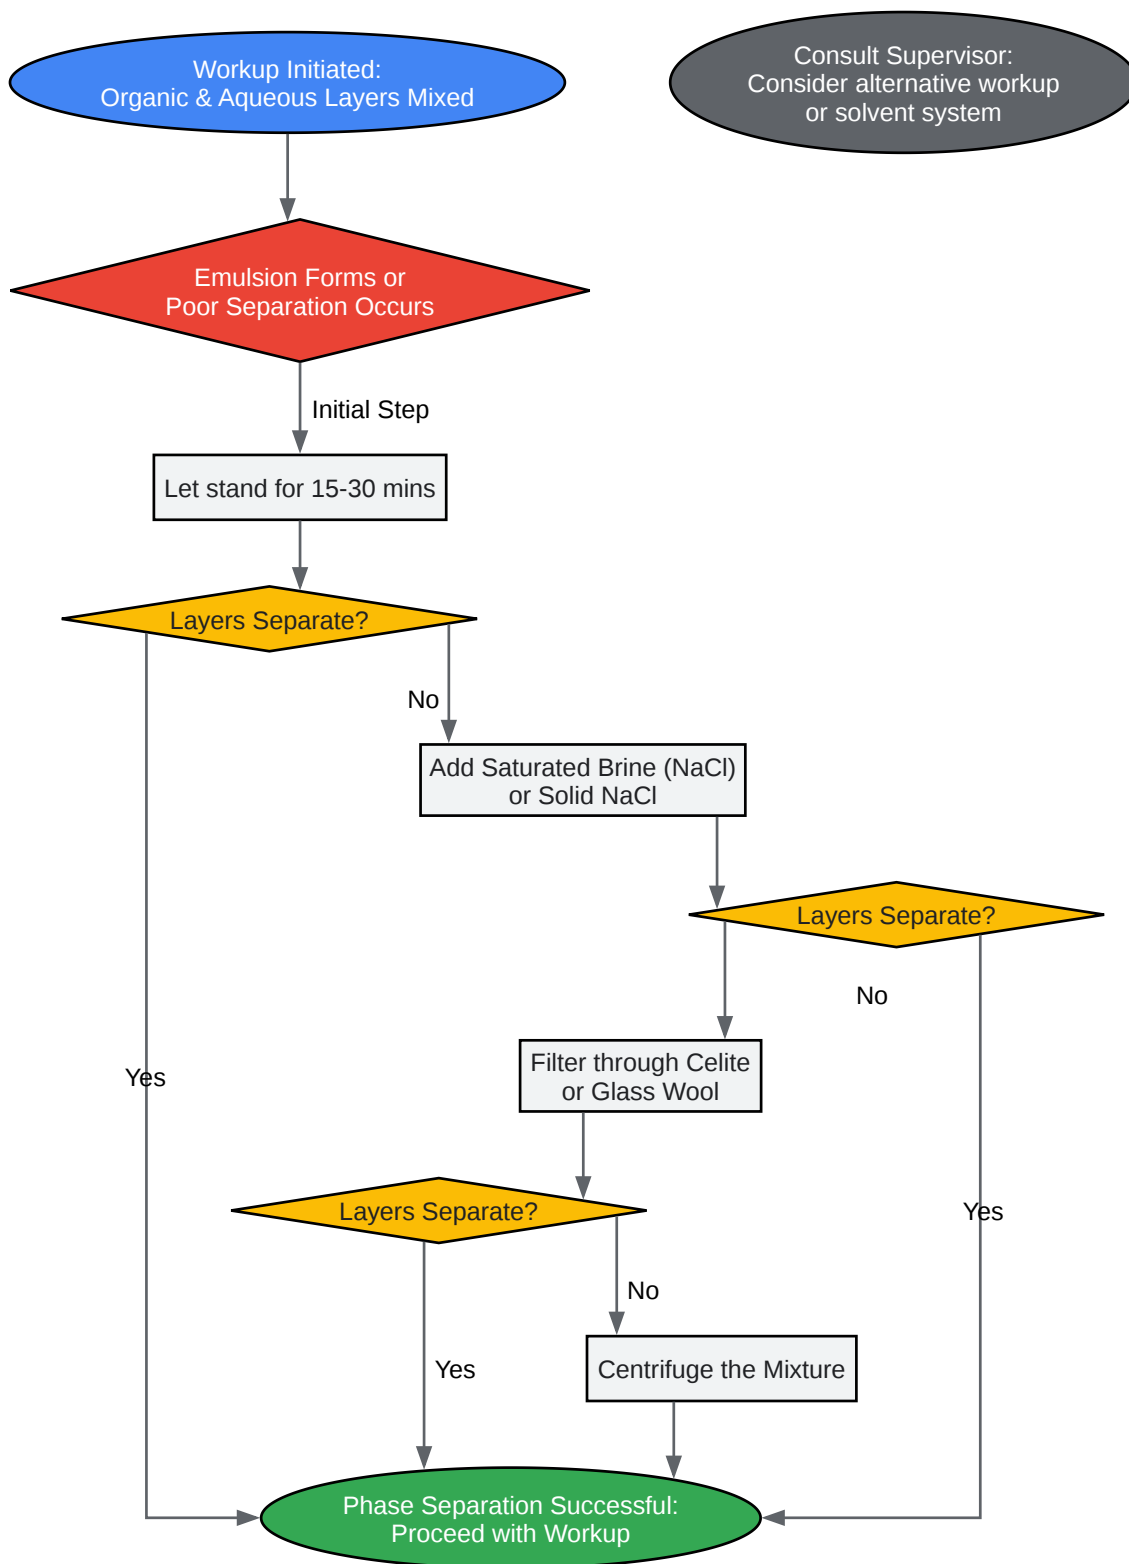 Workup Initiated:
Organic & Aqueous Layers Mixed
Consult Supervisor:
Consider alternative workup
or solvent system
Emulsion Forms or
Poor Separation Occurs
Initial Step
Let stand for 15-30 mins
Layers Separate?
No
Add Saturated Brine (NaCl)
or Solid NaCl
Layers Separate?
No
Filter through Celite
or Glass Wool
Yes
Layers Separate?
Yes
No
Yes
Centrifuge the Mixture
Phase Separation Successful:
Proceed with Workup